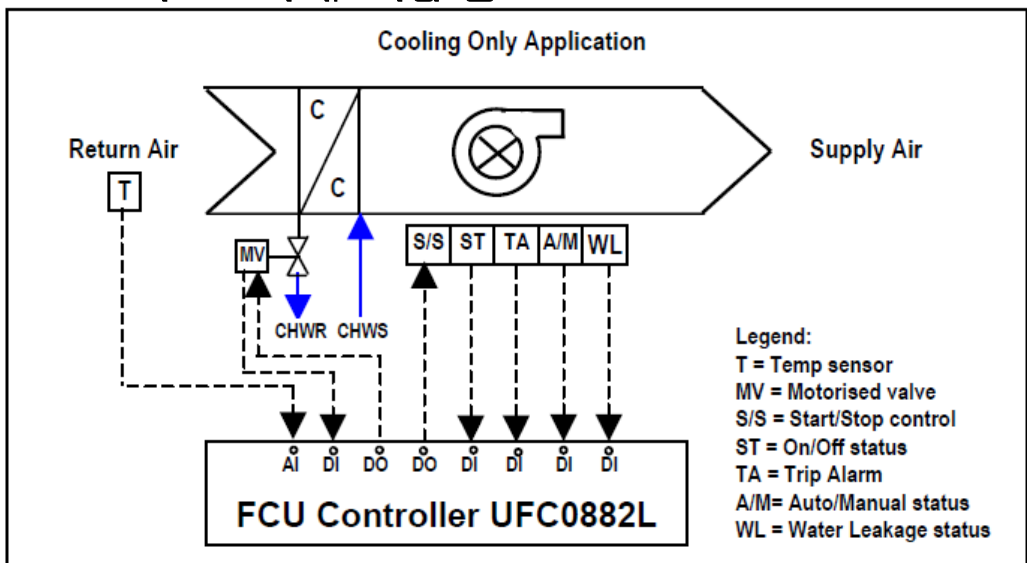 Cooling Only Application
Return Air
Supply Air
T
C
C
MV
S/S ST TA A/M WL
CHWR CHWS
AI DI DO DO DI DI DI DI
FCU Controller UFC0882L
Legend:
T = Temp sensor
MV = Motorised valve
S/S = Start/Stop control
ST = On/Off status
TA = Trip Alarm
A/M= Auto/Manual status
WL = Water Leakage status